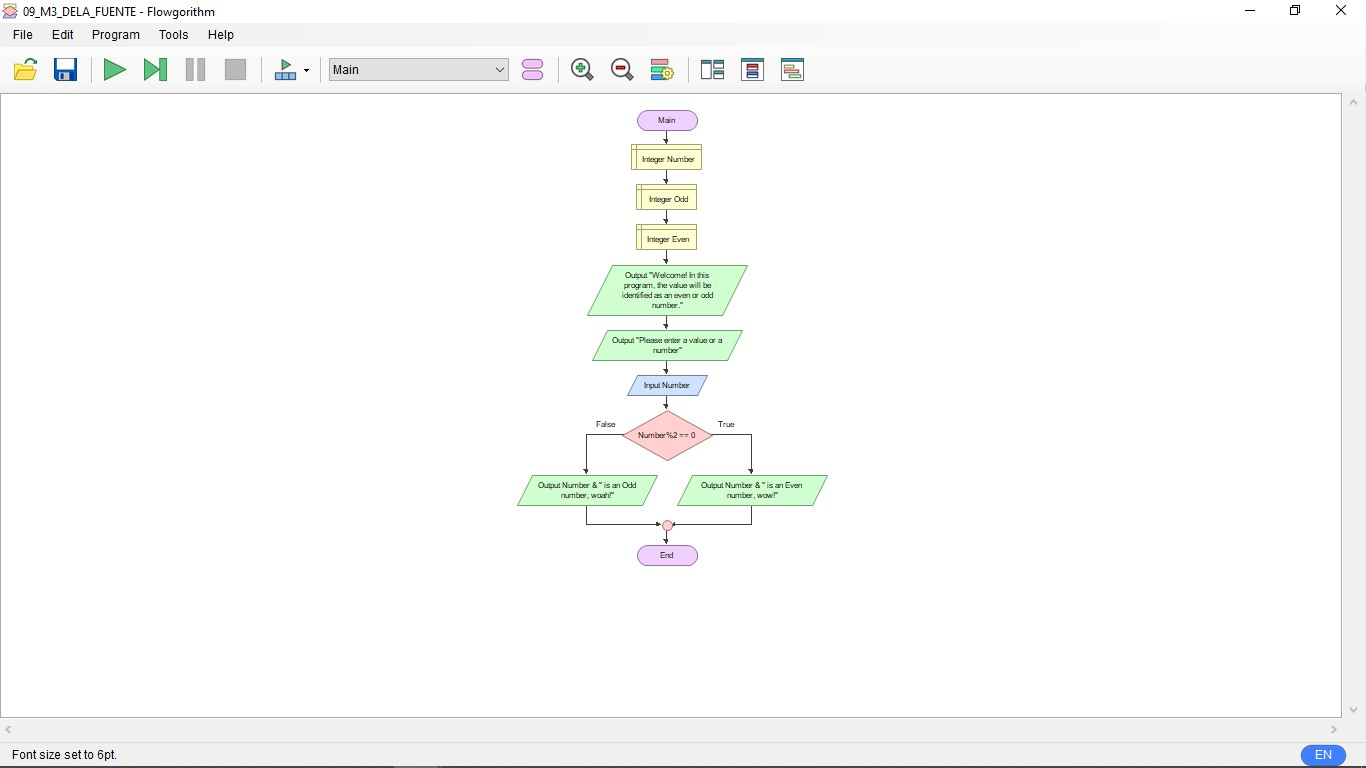 09_M3_DELA_FUENTE - Flowgorithm
File Edit Program Tools Help
Main
Main
Integer Number
Integer Odd
Integer Even
Output "Welcome! In this
program, the value will be
identified as an even or odd
number."
Output "Please enter a value or a
number"
Input Number
False
True
Number%2 == 0
Output Number & " is an Odd
number, woah!"
Output Number & " is an Even
number, wow!"
End
Font size set to 6pt.
EN